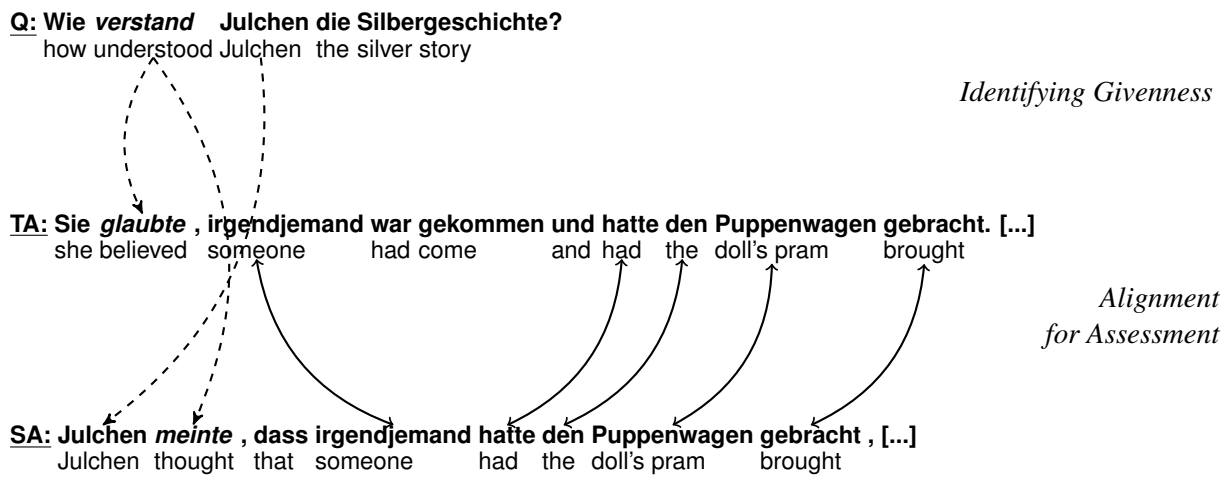 Q: Wie verstand Julchen die Silbergeschichte?
how understood Julchen the silver story
Identifying Givenness
TA: Sie glaubte , irgendjemand war gekommen und hatte den Puppenwagen gebracht. [...]
she believed someone had come and had the doll's pram brought
Alignment
for Assessment
SA: Julchen meinte , dass irgendjemand hatte den Puppenwagen gebracht , [...]
Julchen thought that someone had the doll's pram brought